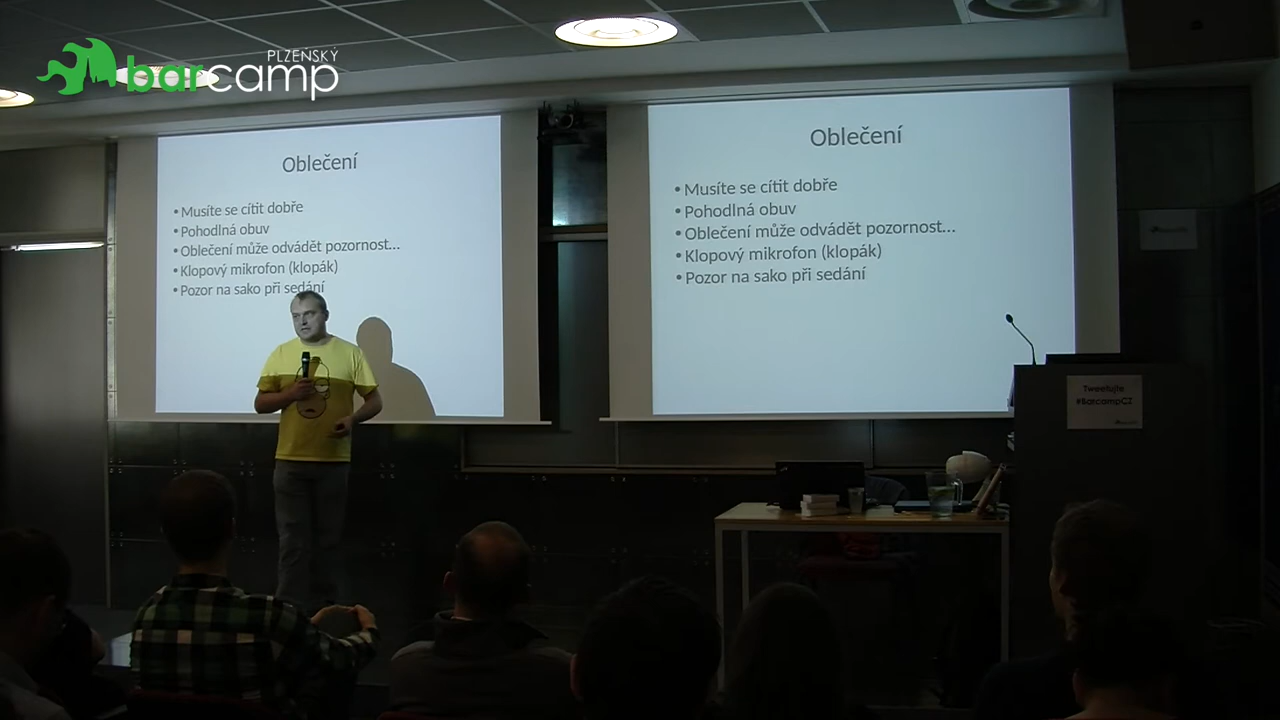 PLZEŇSKÝ
barcamp
Oblečení
• Musíte se cítit dobře
• Pohodlná obuv
• Oblečení může odvádět pozornost...
• Klopový mikrofon (klopák)
• Pozor na sako při sedání
Oblečení
• Musíte se cítit dobře
• Pohodlná obuv
• Oblečení může odvádět pozornost...
• Klopový mikrofon (klopák)
• Pozor na sako při sedání
Tweetujte
#BarcampCZ